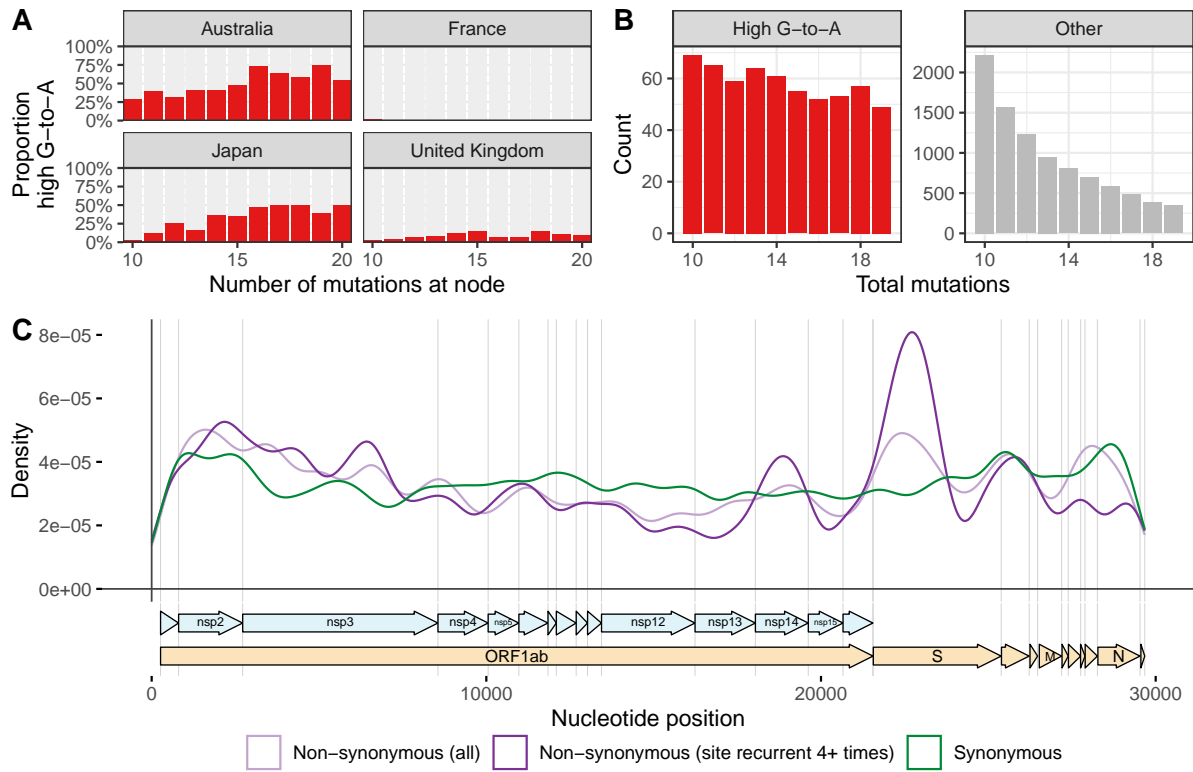 A
Australia
France
100%
75%
50%
25%
0%
Japan
United Kingdom
100%
75%
50%
25%
0%
10
15
20
10
15
20
Proportion
high G−to−A
Number of mutations at node
B
High G−to−A
Other
60
40
20
0
2000
1500
1000
500
0
10
14
18
10
14
18
Count
Total mutations
C
8e−05
6e−05
4e−05
2e−05
0e+00
Density
nsp2
nsp3
nsp4
nsp5
nsp12
nsp13
nsp14
nsp15
ORF1ab
S
M
N
0
10000
20000
30000
Nucleotide position
Non−synonymous (all)
Non−synonymous (site recurrent 4+ times)
Synonymous